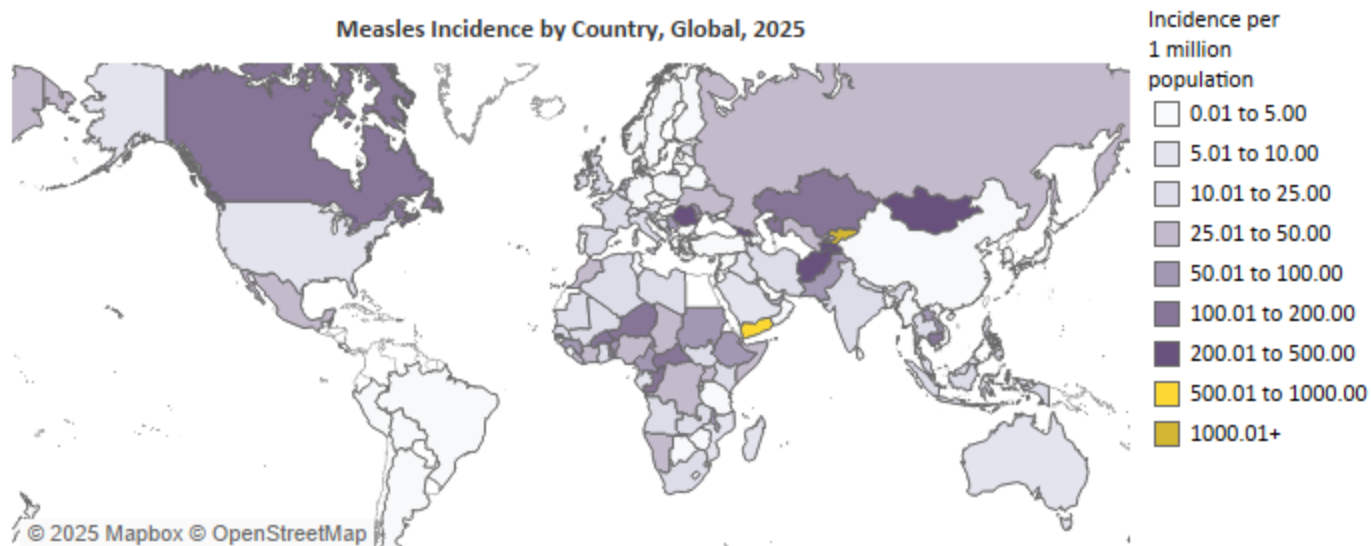 Measles Incidence by Country, Global, 2025
Incidence per
1 million
population
0.01 to 5.00
5.01 to 10.00
10.01 to 25.00
25.01 to 50.00
50.01 to 100.00
100.01 to 200.00
200.01 to 500.00
500.01 to 1000.00
1000.01+
© 2025 Mapbox © OpenStreetMap